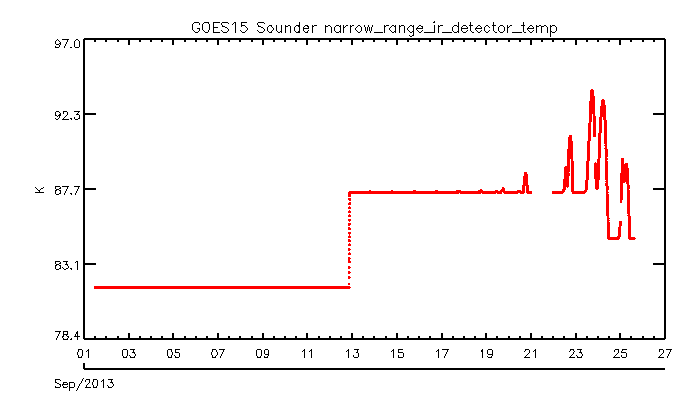 GOES15 Sounder narrow_range_ir_detector_temp
97.0
92.3
87.7
K
83.1
78.4
01 03 05 07 09 11 13 15 17 19 21 23 25 27
Sep/2013